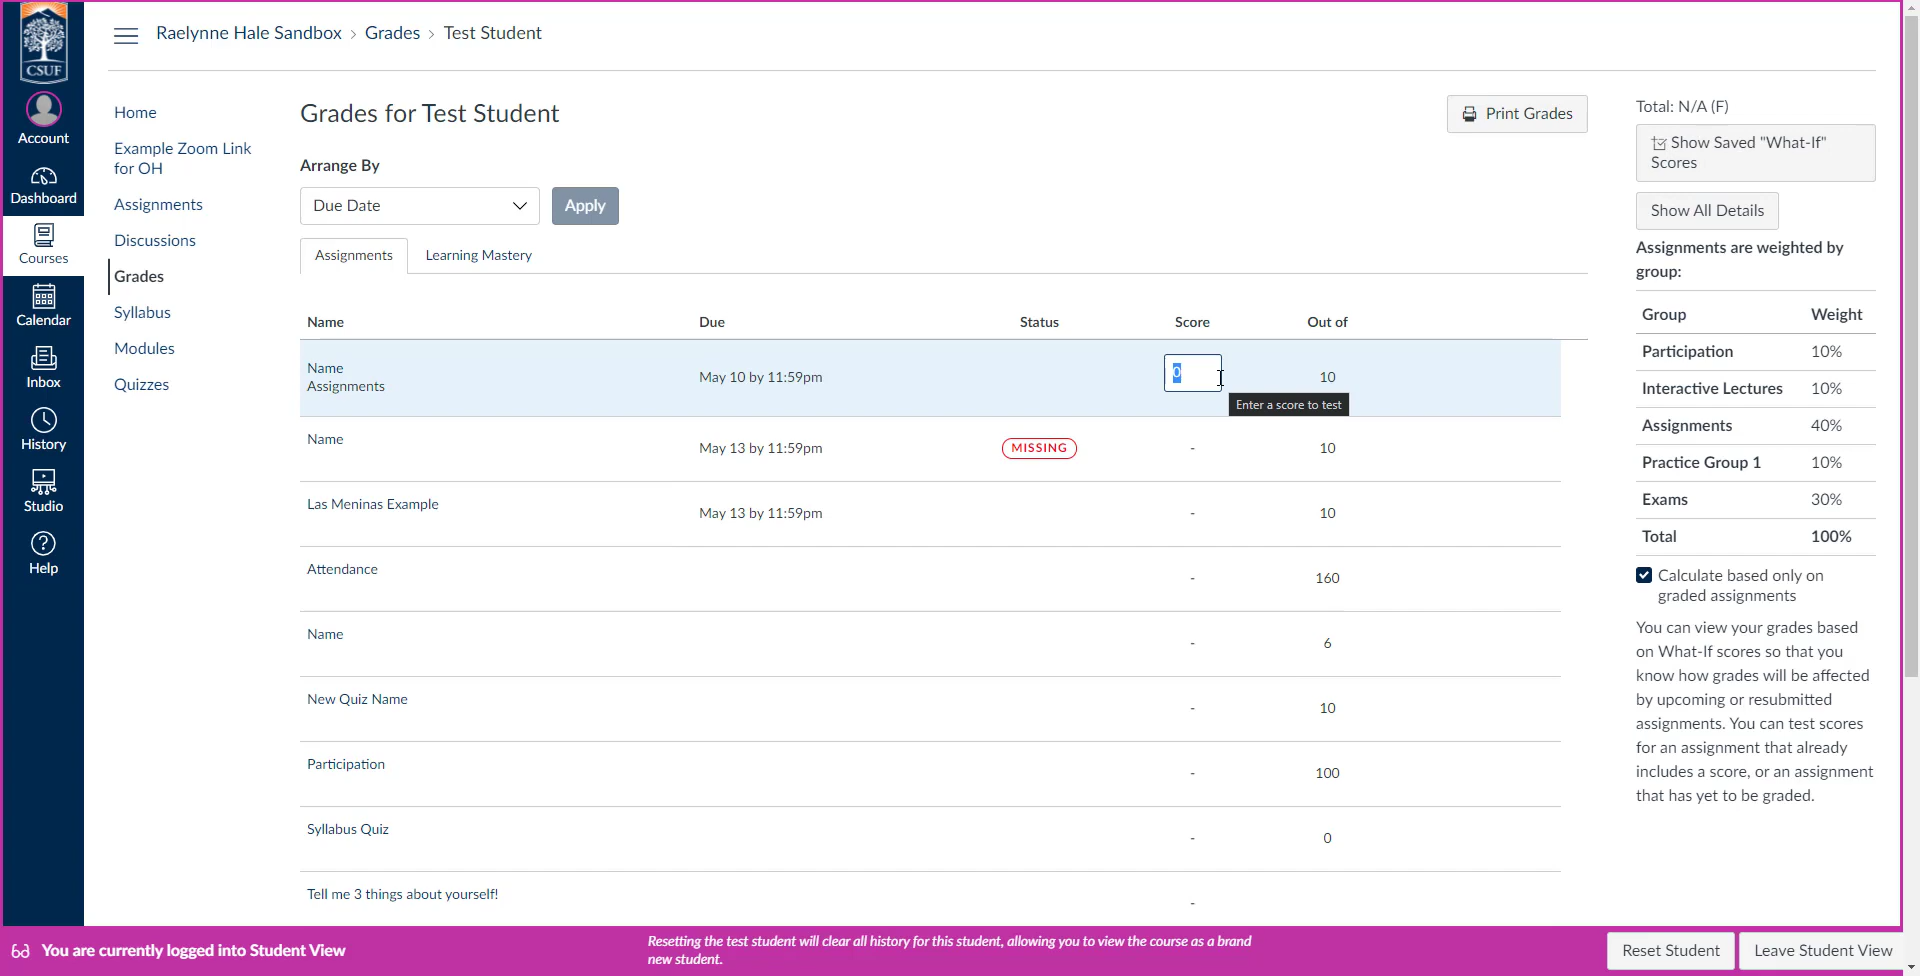 CSUF
Account
Dashboard
Courses
Calendar
Inbox
History
Studio
Help
Raelynne Hale Sandbox > Grades > Test Student
Home
Example Zoom Link
for OH
Assignments
Discussions
Grades
Syllabus
Modules
Quizzes
Grades for Test Student
Print Grades
Arrange By
Due Date
Apply
Assignments Learning Mastery
Name Due Status Score Out of
Name
Assignments
May 10 by 11:59pm 0 10
Enter a score to test
Name
May 13 by 11:59pm MISSING - 10
Las Meninas Example
May 13 by 11:59pm - 10
Attendance
- 160
Name
- 6
New Quiz Name
- 10
Participation
- 100
Syllabus Quiz
- 0
Tell me 3 things about yourself!
-
Total: N/A (F)
Show Saved "What-If"
Scores
Show All Details
Assignments are weighted by
group:
Group Weight
Participation 10%
Interactive Lectures 10%
Assignments 40%
Practice Group 1 10%
Exams 30%
Total 100%
Calculate based only on
graded assignments
You can view your grades based
on What-If scores so that you
know how grades will be affected
by upcoming or resubmitted
assignments. You can test scores
for an assignment that already
includes a score, or an assignment
that has yet to be graded.
You are currently logged into Student View
Resetting the test student will clear all history for this student, allowing you to view the course as a brand
new student.
Reset Student
Leave Student View